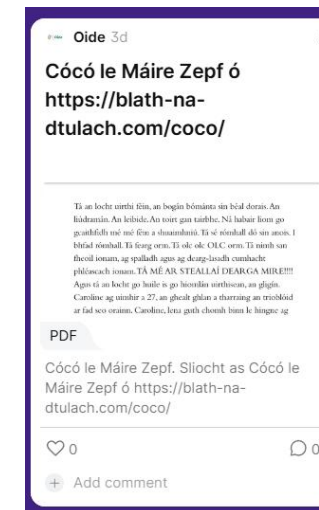 Oide 3d
Cócó le Máire Zepf ó
https://blath-na-
dtulach.com/coco/
Tá an locht uirthi féin, an bogán bómánta sin béal dorais. An
liúdramán. An leibide. An toirt gan tairbhe. Ná habair liom go
gcaithfidh mé mé féin a shuaimhniú. Tá sé rómhall dó sin anois. I
bhfad rómhall. Tá fearg orm. Tá olc olc OLC orm. Tá nimh san
fheoil ionam, ag spalladh agus ag dearg-lasadh cumhacht
phléascach ionam. TÁ MÉ AR STEALLAÍ DEARGA MIRE!!!!
Agus tá an locht go huile is go hiomlán uirthisean, an gligín.
Caroline ag uimhir a 27, an ghealt ghlan a tharraing an trioblóid
ar fad seo orainn. Caroline, lena guth chomh binn le hingne ag
PDF
Cócó le Máire Zepf. Sliocht as Cócó le
Máire Zepf ó https://blath-na-
dtulach.com/coco/
0 0
Add comment